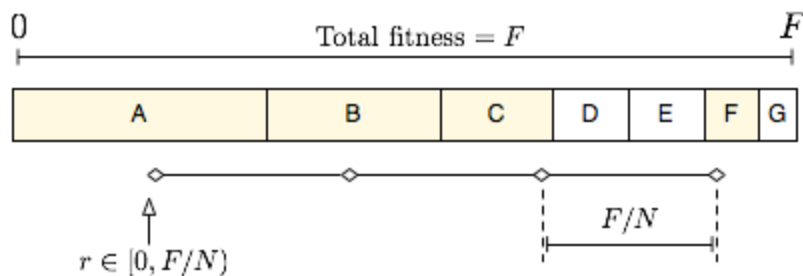 0 F
Total fitness = F
A B C D E F G
F/N
r ∈ [0, F/N)